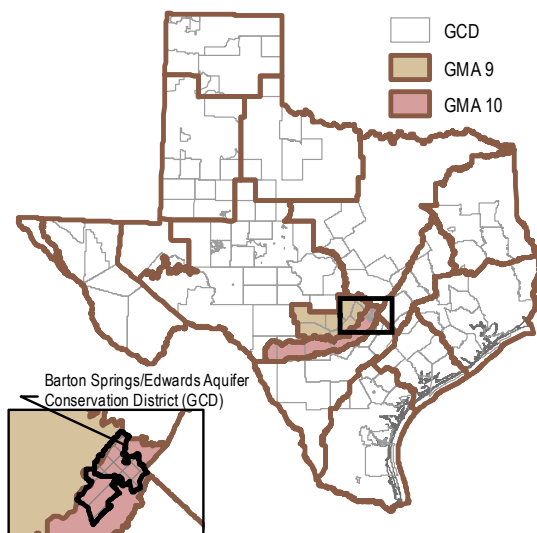 GCD
GMA 9
GMA 10
Barton Springs/Edwards Aquifer
Conservation District (GCD)